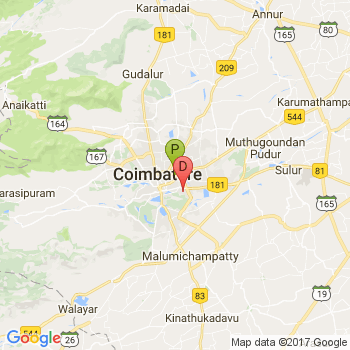 Karamadai
Annur
181
165
80
209
Gudalur
Anaikatti
Karumathampa
544
164
Muthugoundan
Pudur
167
P
D
Coimbatore
Sulur
81
181
arasipuram
165
Malumichampatty
Walayar
83
19
544
26
Kinathukadavu
Google
Map data ©2017 Google